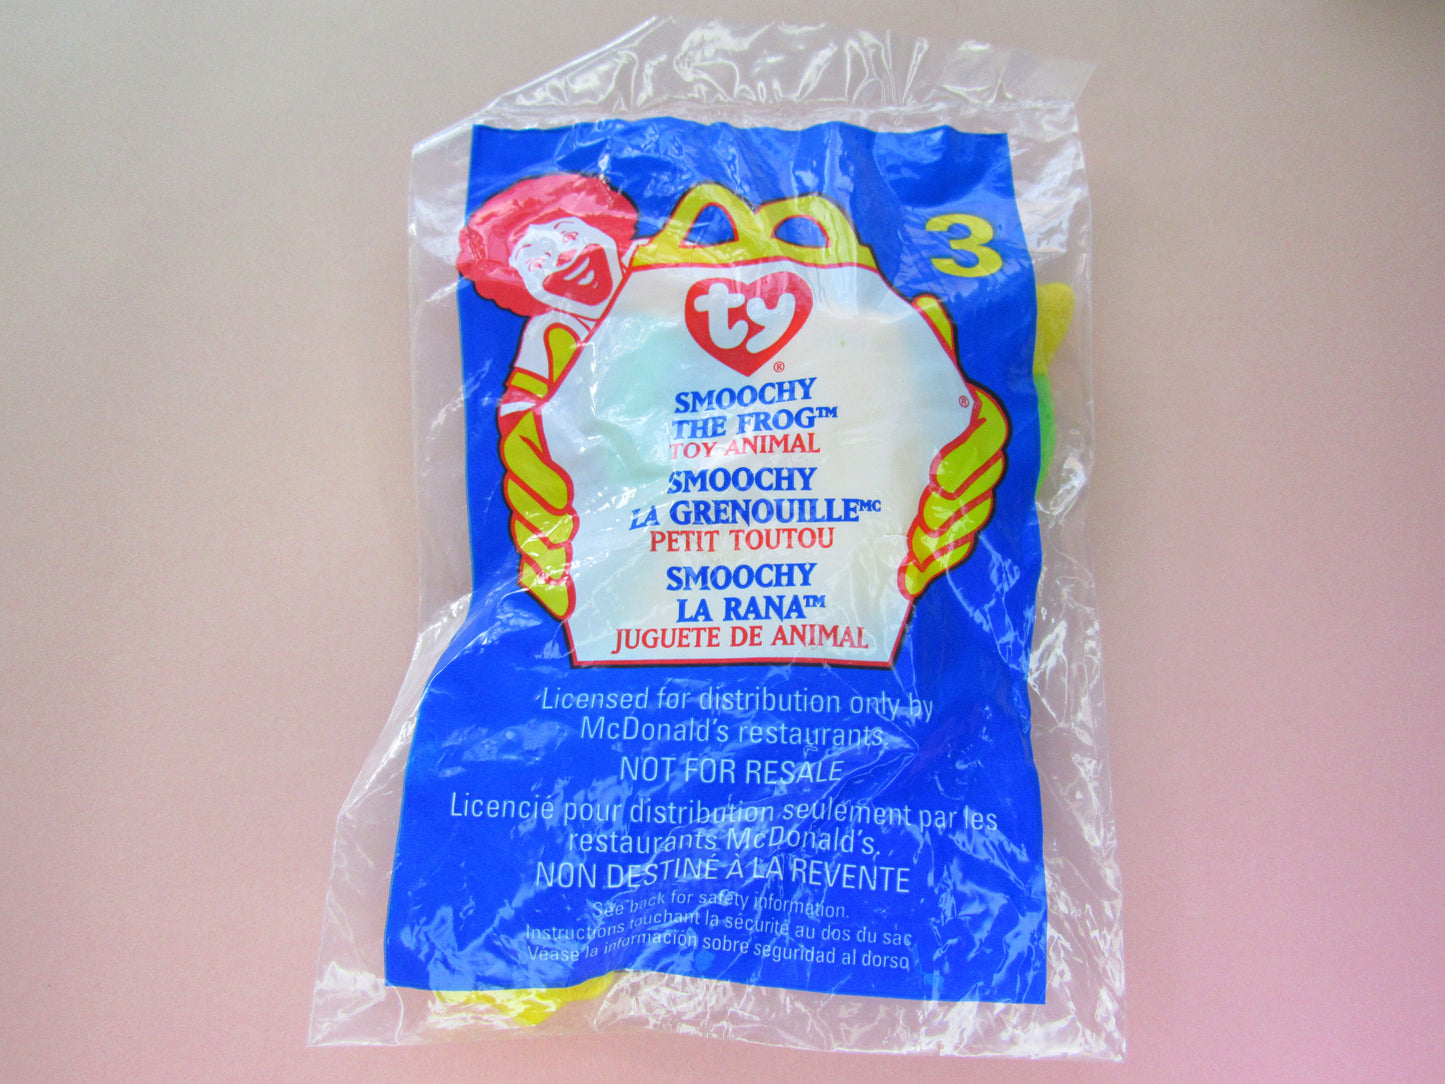 3
ty
®
SMOOCHY
THE FROG™
TOY ANIMAL
®
SMOOCHY
LA GRENOUILLEMC
PETIT TOUTOU
SMOOCHY
LA RANA™
JUGUETE DE ANIMAL
Licensed for distribution only by
McDonald's restaurants.
NOT FOR RESALE
Licencié pour distribution seulement par les
restaurants McDonald's.
NON DESTINÉ À LA REVENTE
See back for safety information.
Instructions touchant la sécurité au dos du sac
Vease la información sobre seguridad al dorso